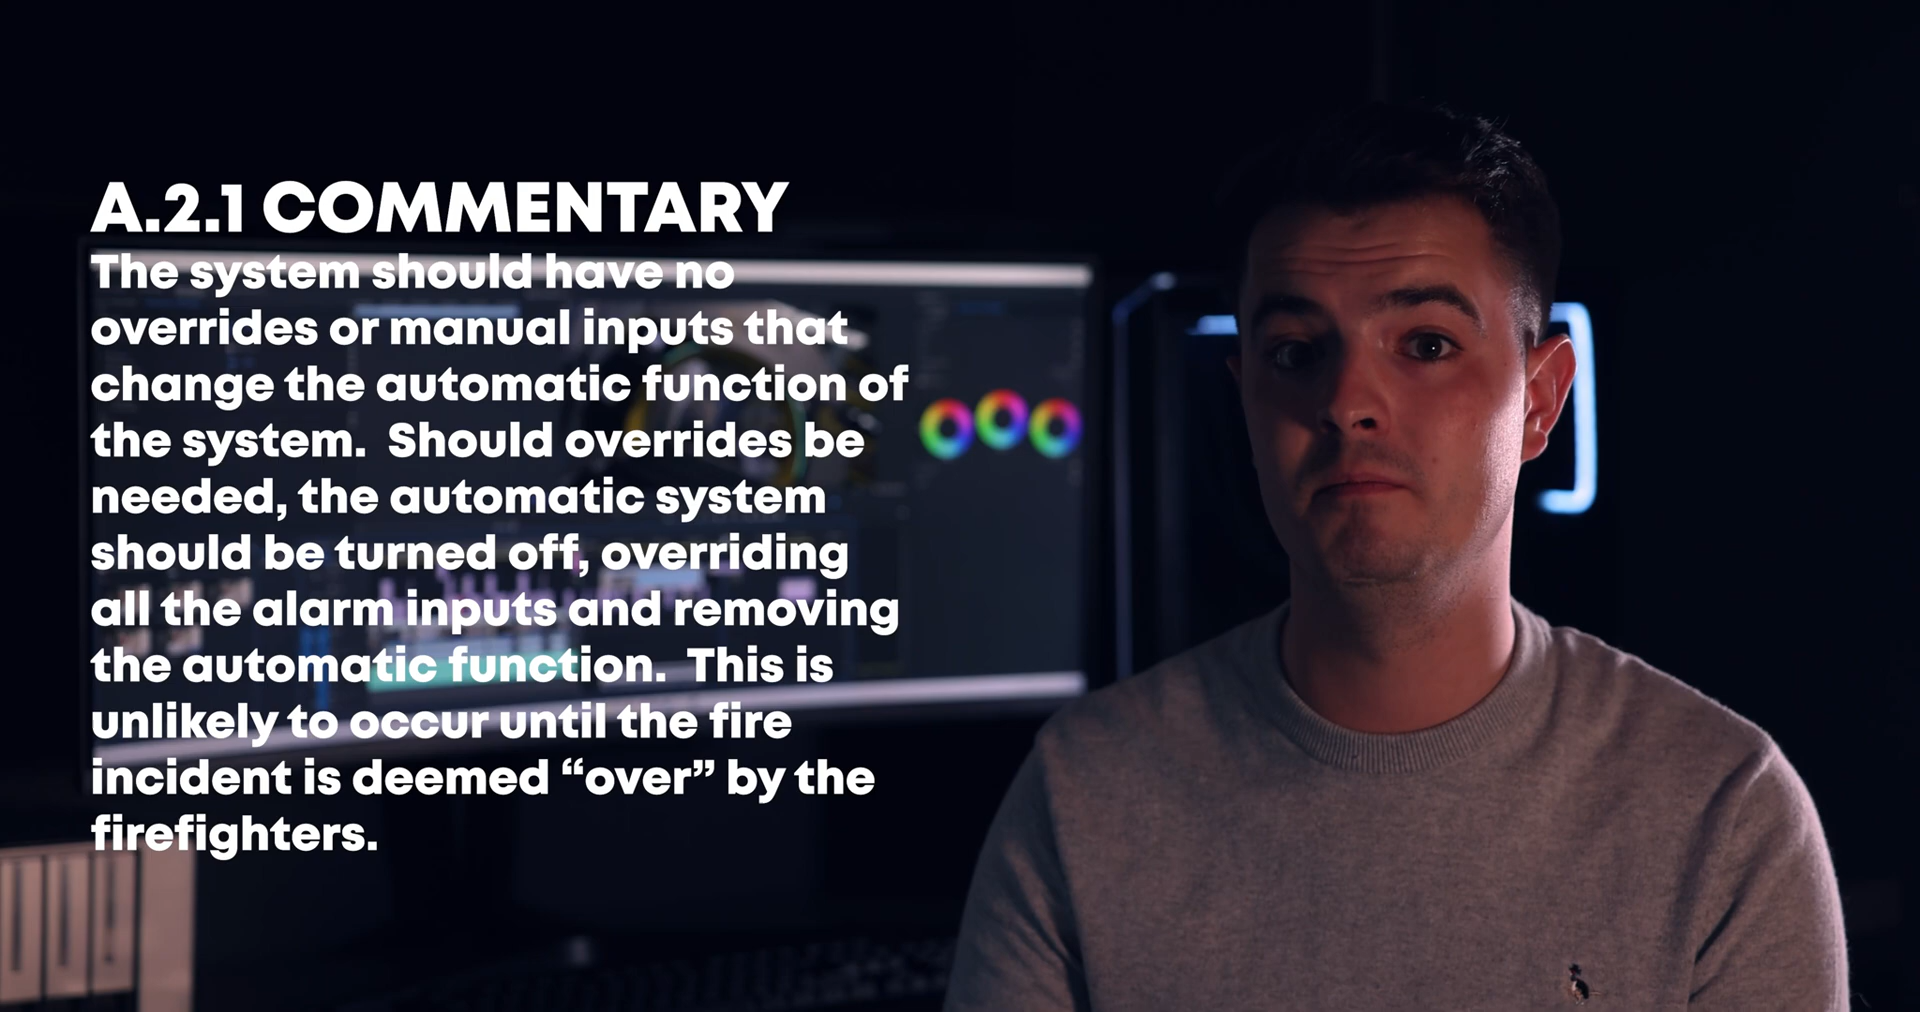 A.2.1 COMMENTARY
The system should have no
overrides or manual inputs that
change the automatic function of
the system.  Should overrides be
needed, the automatic system
should be turned off, overriding
all the alarm inputs and removing
the automatic function.  This is
unlikely to occur until the fire
incident is deemed “over” by the
firefighters.